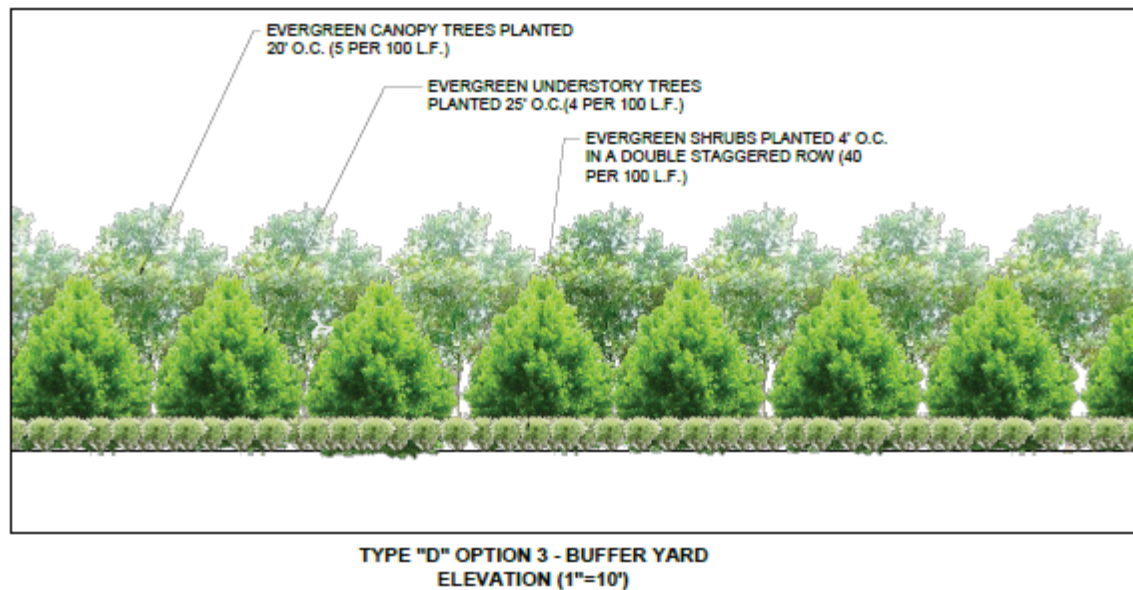 EVERGREEN CANOPY TREES PLANTED
20' O.C. (5 PER 100 L.F.)
EVERGREEN UNDERSTORY TREES
PLANTED 25' O.C.(4 PER 100 L.F.)
EVERGREEN SHRUBS PLANTED 4' O.C.
IN A DOUBLE STAGGERED ROW (40
PER 100 L.F.)
TYPE "D" OPTION 3 - BUFFER YARD
ELEVATION (1"=10')